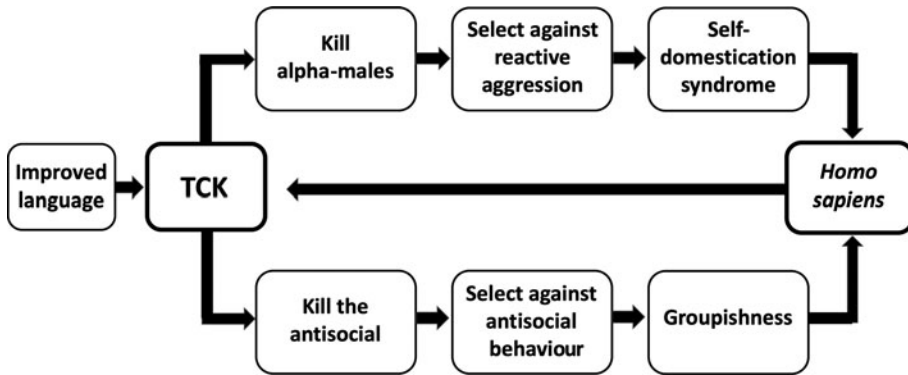 Kill
alpha-males
Select against
reactive
aggression
Self-
domestication
syndrome
Improved
language
TCK
Homo
sapiens
Kill the
antisocial
Select against
antisocial
behaviour
Groupishness